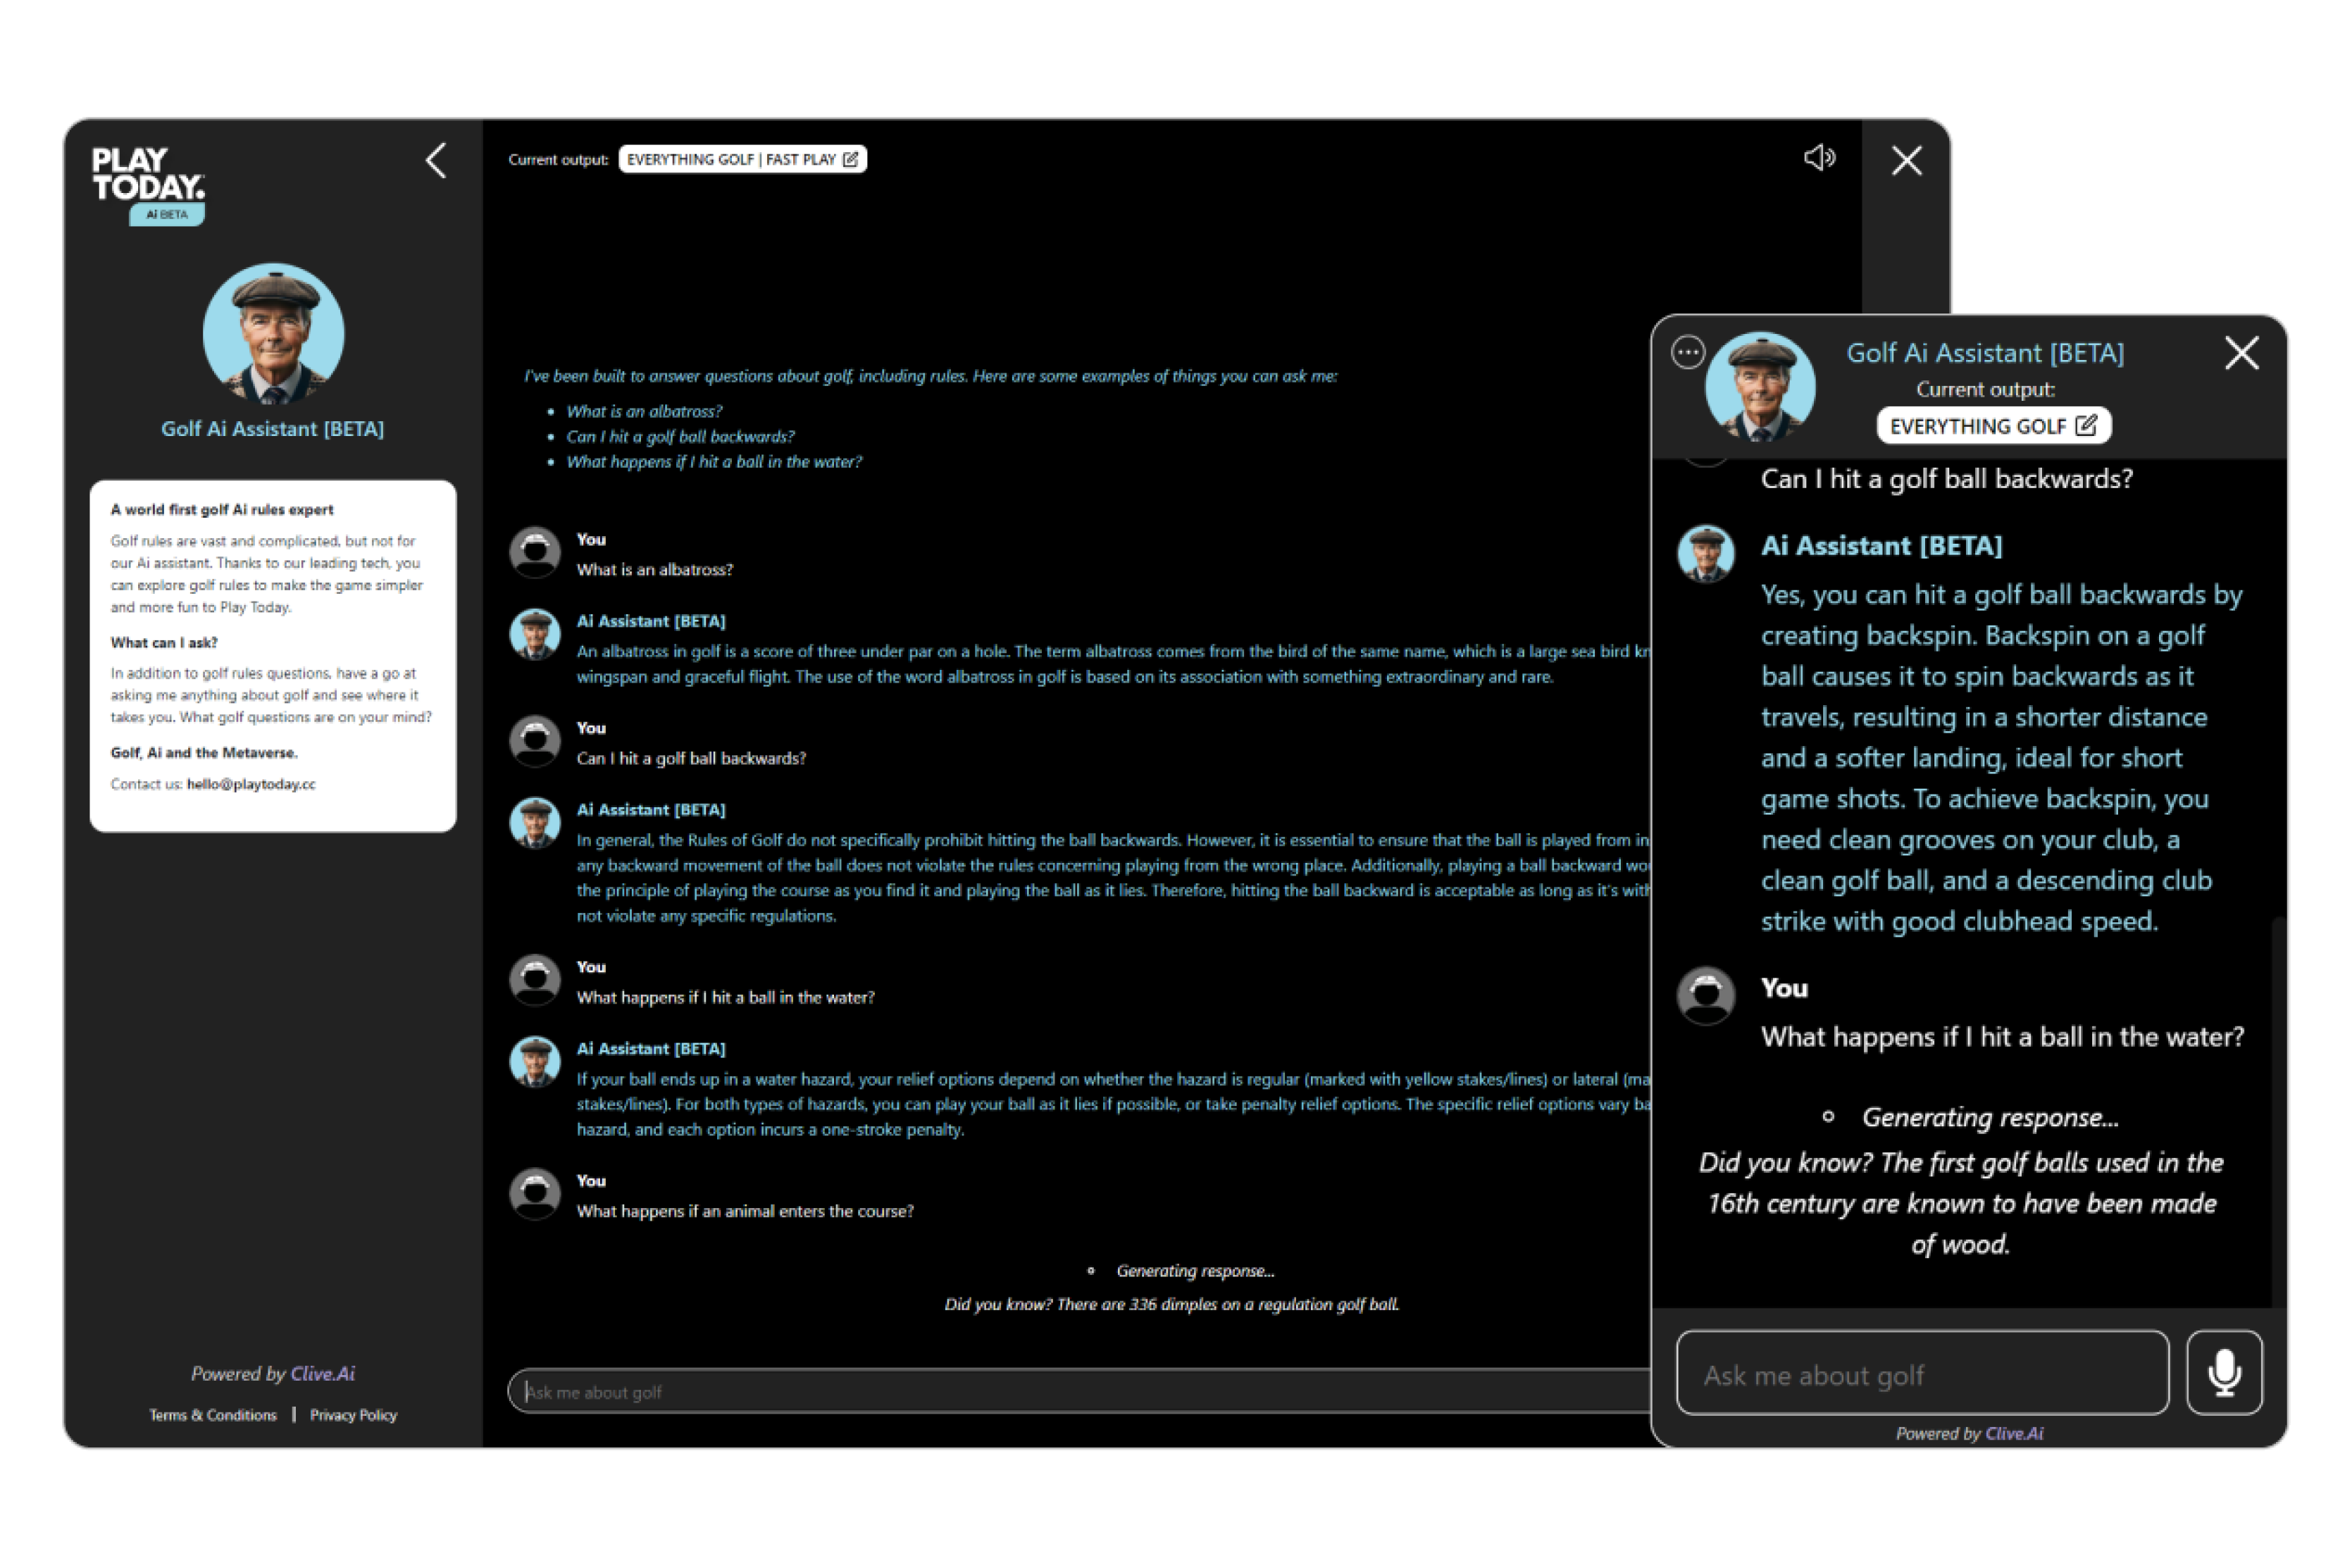 PLAY
TODAY.
Ai BETA
Golf Ai Assistant [BETA]
A world first golf Ai rules expert
Golf rules are vast and complicated, but not for
our Ai assistant. Thanks to our leading tech, you
can explore golf rules to make the game simpler
and more fun to Play Today.
What can I ask?
In addition to golf rules questions, have a go at
asking me anything about golf and see where it
takes you. What golf questions are on your mind?
Golf, Ai and the Metaverse.
Contact us: hello@playtoday.cc
Powered by Clive.Ai
Terms & Conditions | Privacy Policy
Current output: EVERYTHING GOLF | FAST PLAY
I've been built to answer questions about golf, including rules. Here are some examples of things you can ask me:
• What is an albatross?
• Can I hit a golf ball backwards?
• What happens if I hit a ball in the water?
You
What is an albatross?
Ai Assistant [BETA]
An albatross in golf is a score of three under par on a hole. The term albatross comes from the bird of the same name, which is a large sea bird
wingspan and graceful flight. The use of the word albatross in golf is based on its association with something extraordinary and rare.
You
Can I hit a golf ball backwards?
Ai Assistant [BETA]
In general, the Rules of Golf do not specifically prohibit hitting the ball backwards. However, it is essential to ensure that the ball is played from
any backward movement of the ball does not violate the rules concerning playing from the wrong place. Additionally, playing a ball backward
the principle of playing the course as you find it and playing the ball as it lies. Therefore, hitting the ball backward is acceptable as long as it's
not violate any specific regulations.
You
What happens if I hit a ball in the water?
Ai Assistant [BETA]
If your ball ends up in a water hazard, your relief options depend on whether the hazard is regular (marked with yellow stakes/lines) or lateral
stakes/lines). For both types of hazards, you can play your ball as it lies if possible, or take penalty relief options. The specific relief options vary
hazard, and each option incurs a one-stroke penalty.
You
What happens if an animal enters the course?
Generating response...
Did you know? There are 336 dimples on a regulation golf ball.
Ask me about golf
Golf Ai Assistant [BETA]
Current output:
EVERYTHING GOLF
Can I hit a golf ball backwards?
Ai Assistant [BETA]
Yes, you can hit a golf ball backwards by
creating backspin. Backspin on a golf
ball causes it to spin backwards as it
travels, resulting in a shorter distance
and a softer landing, ideal for short
game shots. To achieve backspin, you
need clean grooves on your club, a
clean golf ball, and a descending club
strike with good clubhead speed.
You
What happens if I hit a ball in the water?
Generating response...
Did you know? The first golf balls used in the
16th century are known to have been made
of wood.
Ask me about golf
Powered by Clive.Ai